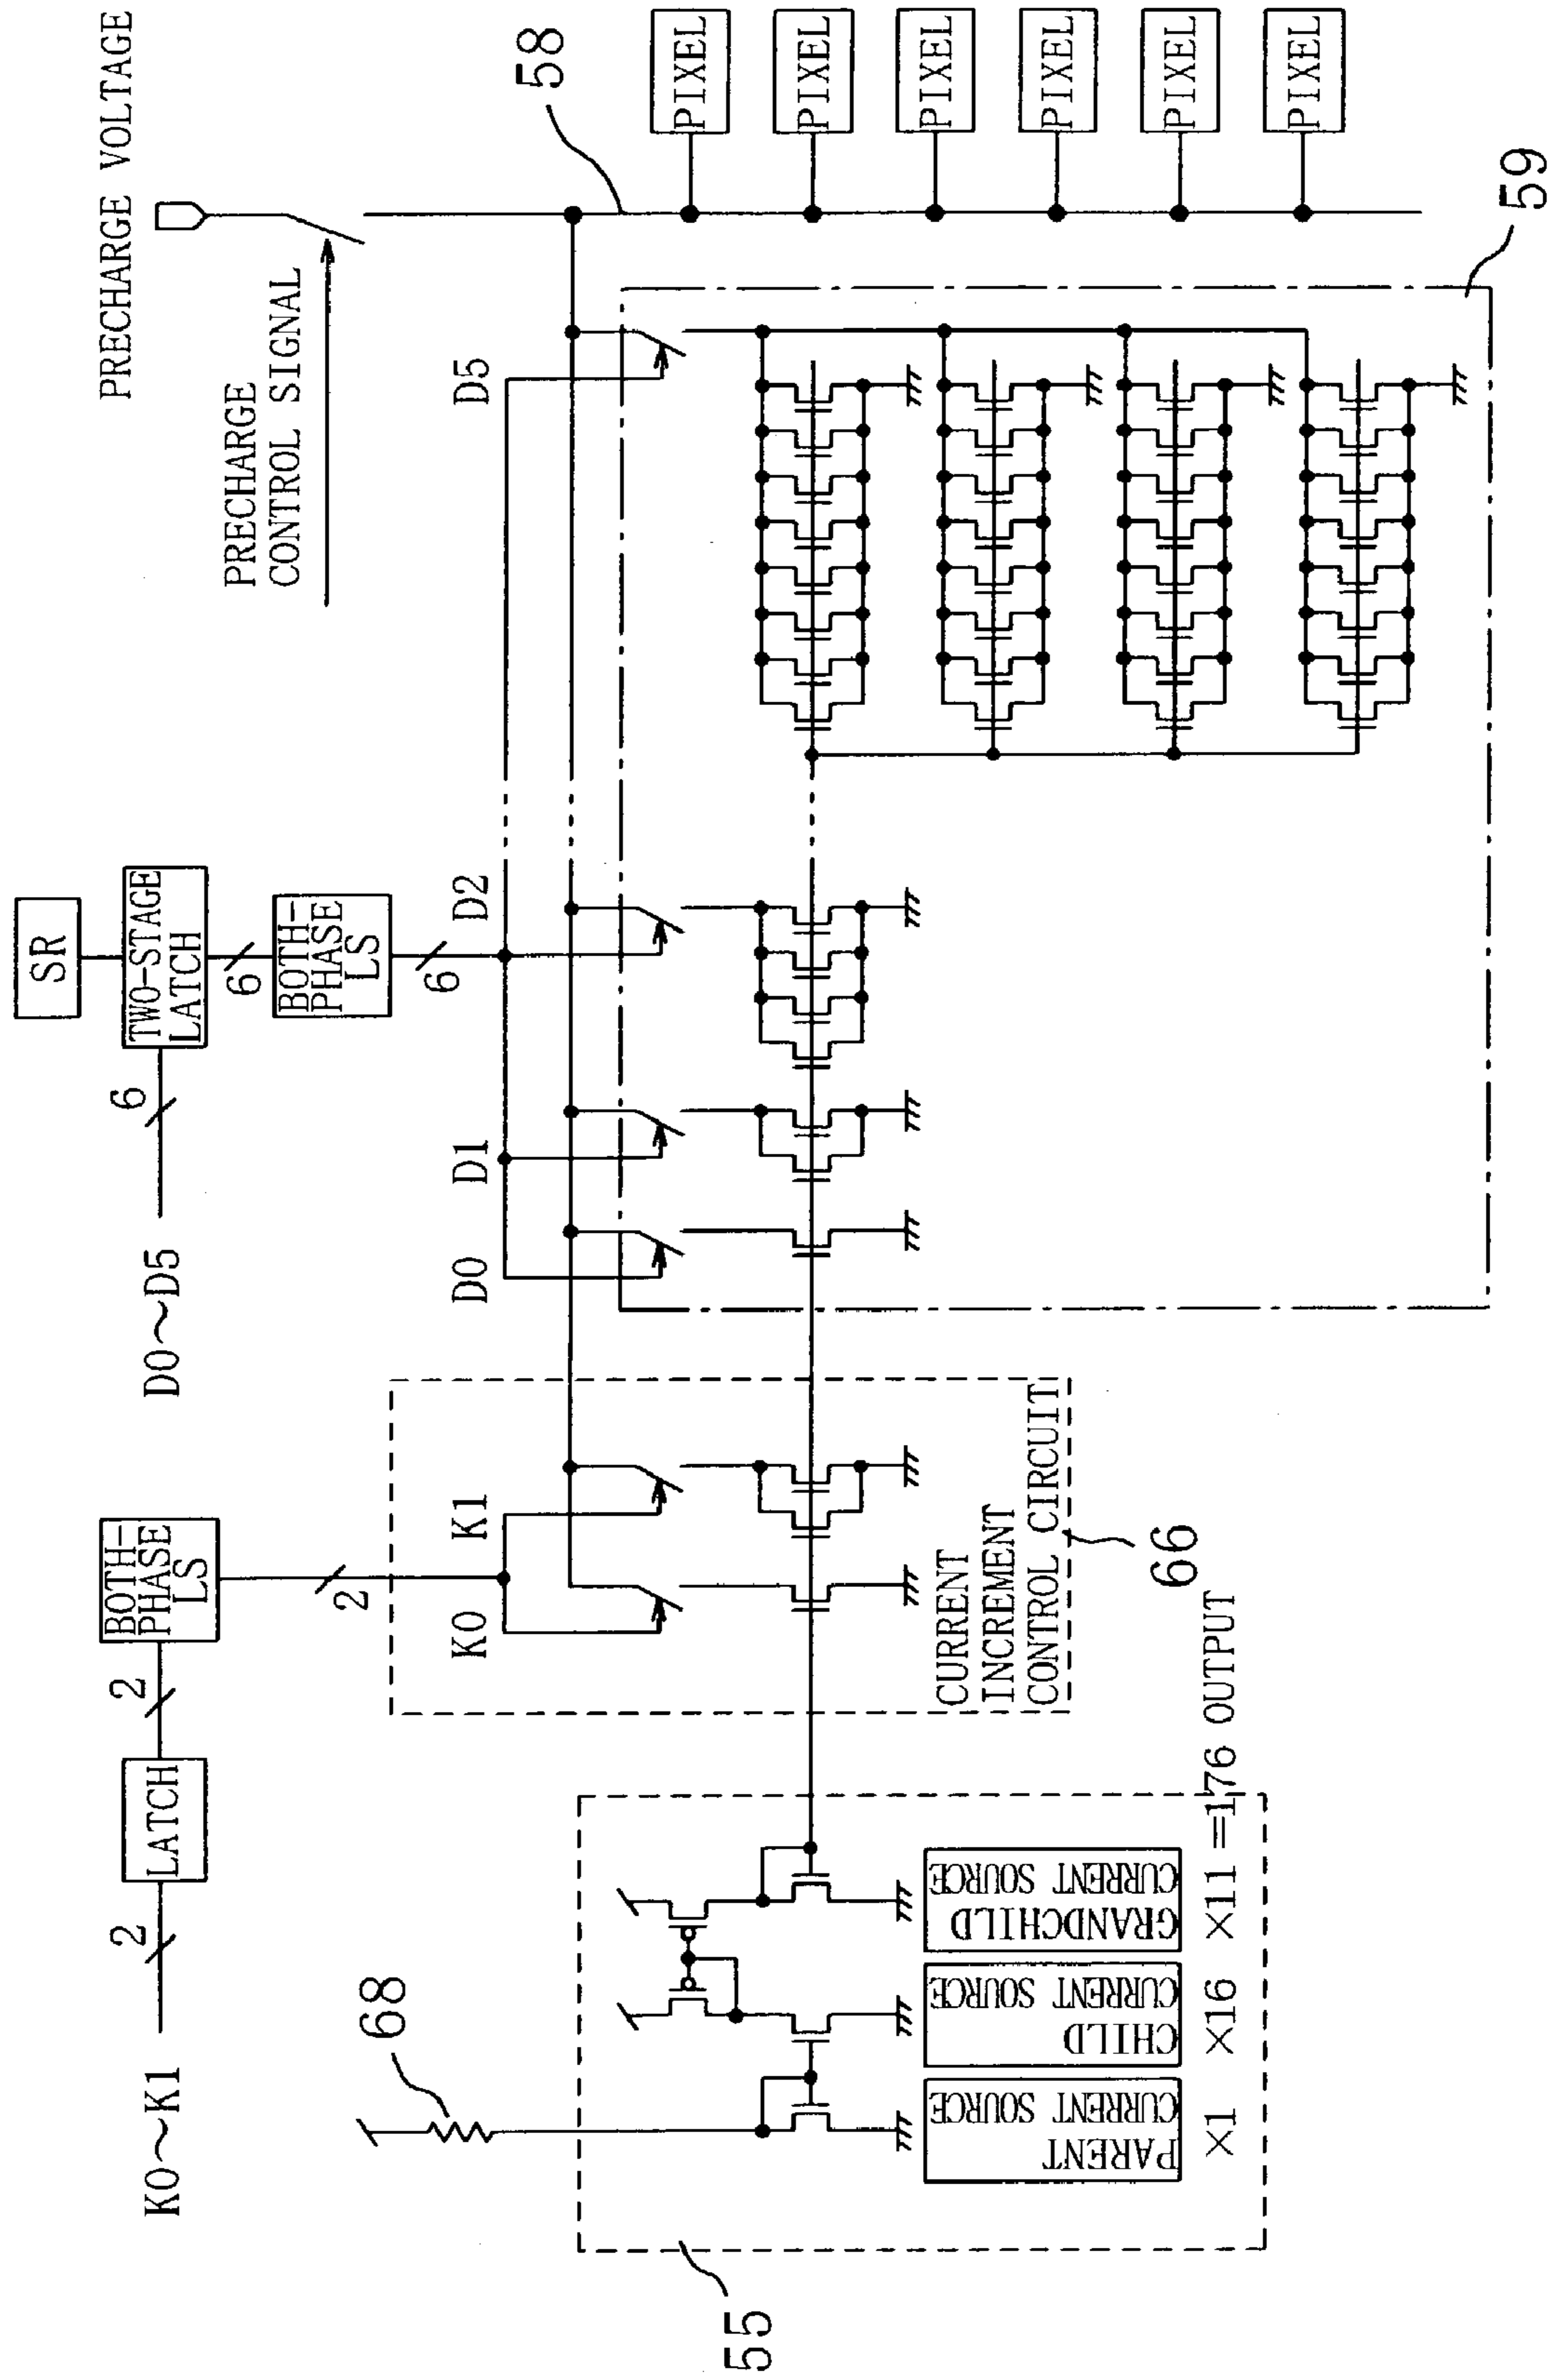 PRECHARGE VOLTAGE
PRECHARGE
CONTROL SIGNAL
58
PIXEL
PIXEL
PIXEL
PIXEL
PIXEL
PIXEL
59
SR
TWO-STAGE
LATCH
6
6
BOTH-
PHASE
LS
6
D0~D5
D0
D1
D2
D5
K0~K1
2
LATCH
2
BOTH-
PHASE
LS
2
K0
K1
CURRENT
INCREMENT
CONTROL CIRCUIT
66
68
55
PARENT
CURRENT SOURCE
CHILD
CURRENT SOURCE
GRANDCHILD
CURRENT SOURCE
×1 ×16 ×11 =176 OUTPUT